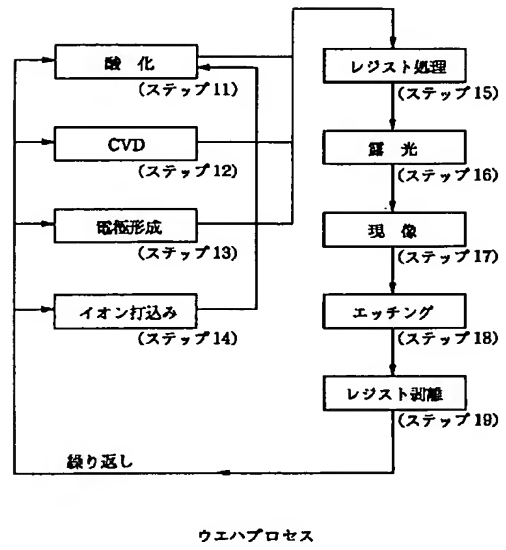 酸化
(ステップ11)
CVD
(ステップ12)
電極形成
(ステップ13)
イオン打込み
(ステップ14)
レジスト処理
(ステップ15)
露光
(ステップ16)
現像
(ステップ17)
エッチング
(ステップ18)
レジスト剥離
(ステップ19)
繰り返し
ウエハプロセス